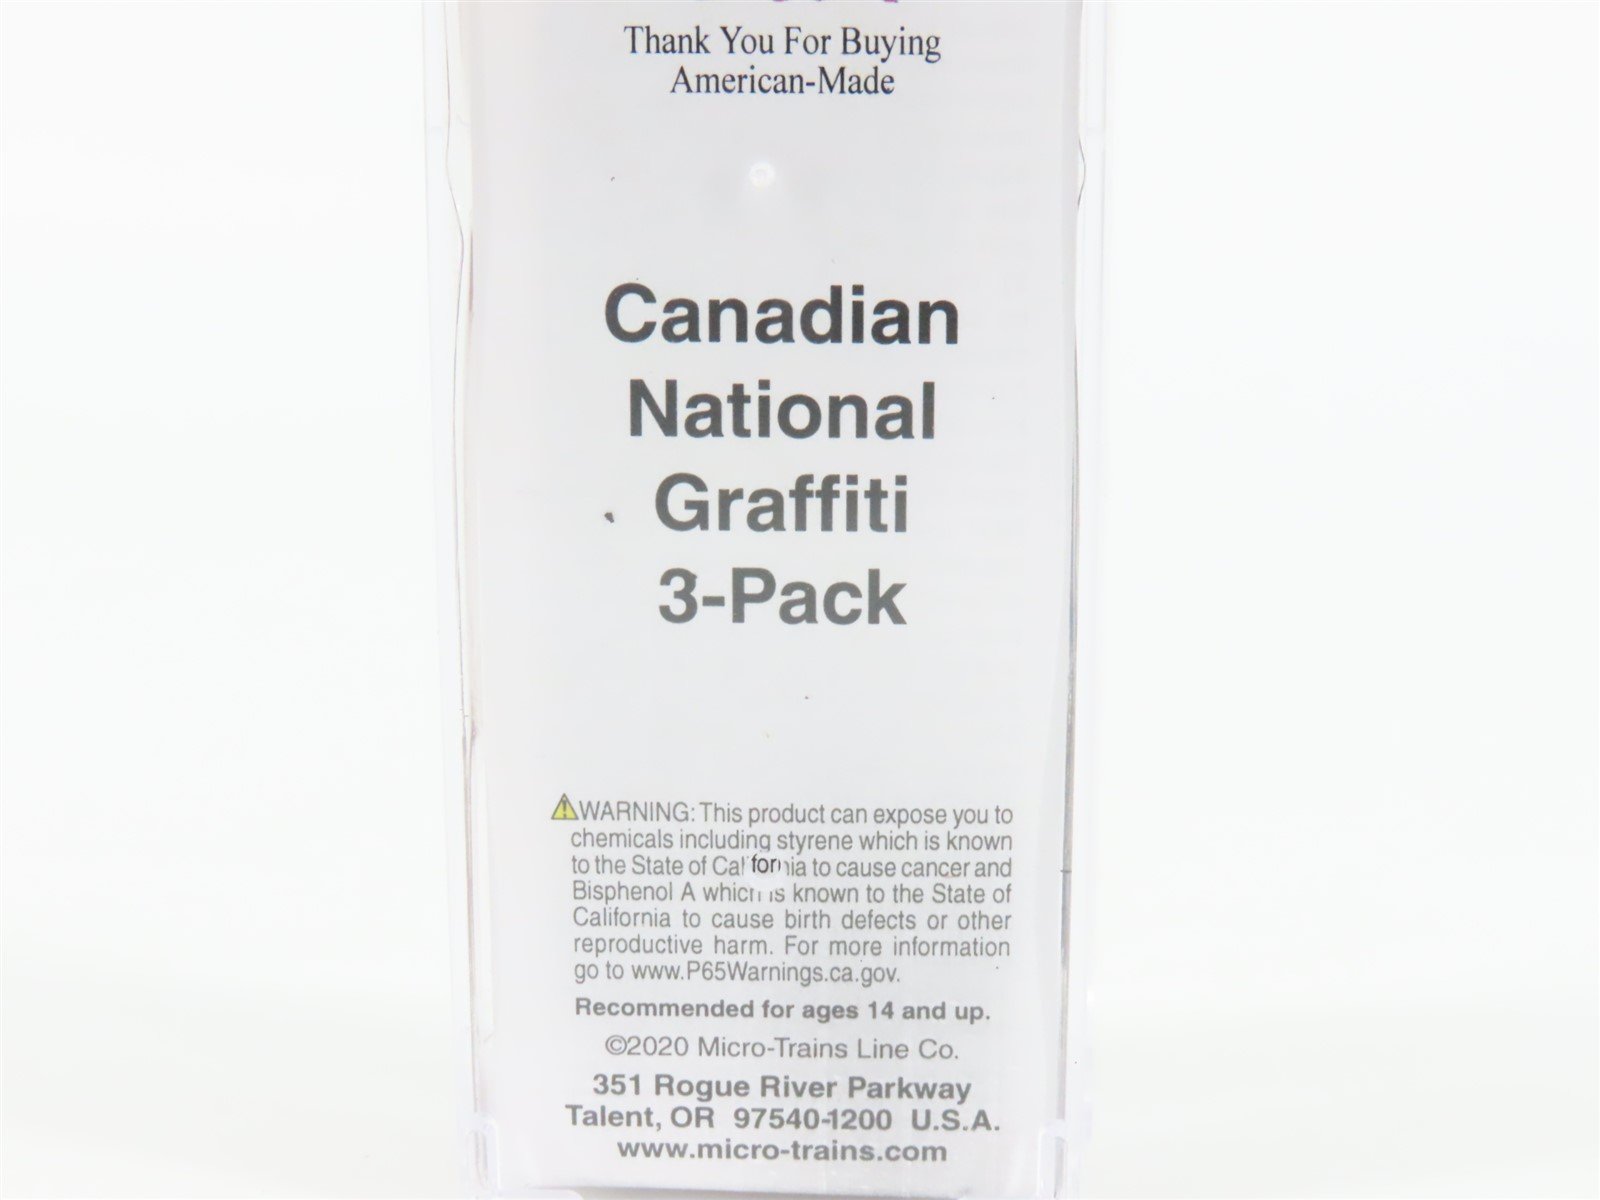 Thank You For Buying
American-Made
Canadian
National
Graffiti
3-Pack
WARNING: This product can expose you to
chemicals including styrene which is known
to the State of California to cause cancer and
Bisphenol A which is known to the State of
California to cause birth defects or other
reproductive harm. For more information
go to www.P65Warnings.ca.gov.
Recommended for ages 14 and up.
©2020 Micro-Trains Line Co.
351 Rogue River Parkway
Talent, OR 97540-1200 U.S.A.
www.micro-trains.com